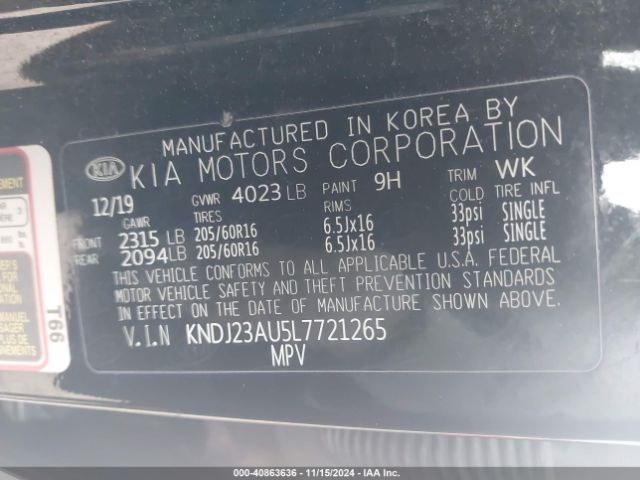 MANUFACTURED IN KOREA BY
KIA KIA MOTORS CORPORATION
12/19 GVWR 4023 LB PAINT 9H TRIM WK
GAWR TIRES RIMS COLD TIRE INFL
FRONT 2315 LB 205/60R16 6.5Jx16 33psi SINGLE
REAR 2094 LB 205/60R16 6.5Jx16 33psi SINGLE
THIS VEHICLE CONFORMS TO ALL APPLICABLE U.S.A. FEDERAL
MOTOR VEHICLE SAFETY AND THEFT PREVENTION STANDARDS
IN EFFECT ON THE DATE OF MANUFACTURE SHOWN ABOVE.
V.I.N KNDJ23AU5L7721265
MPV
T66
000-40863636 - 11/15/2024 - IAA Inc.